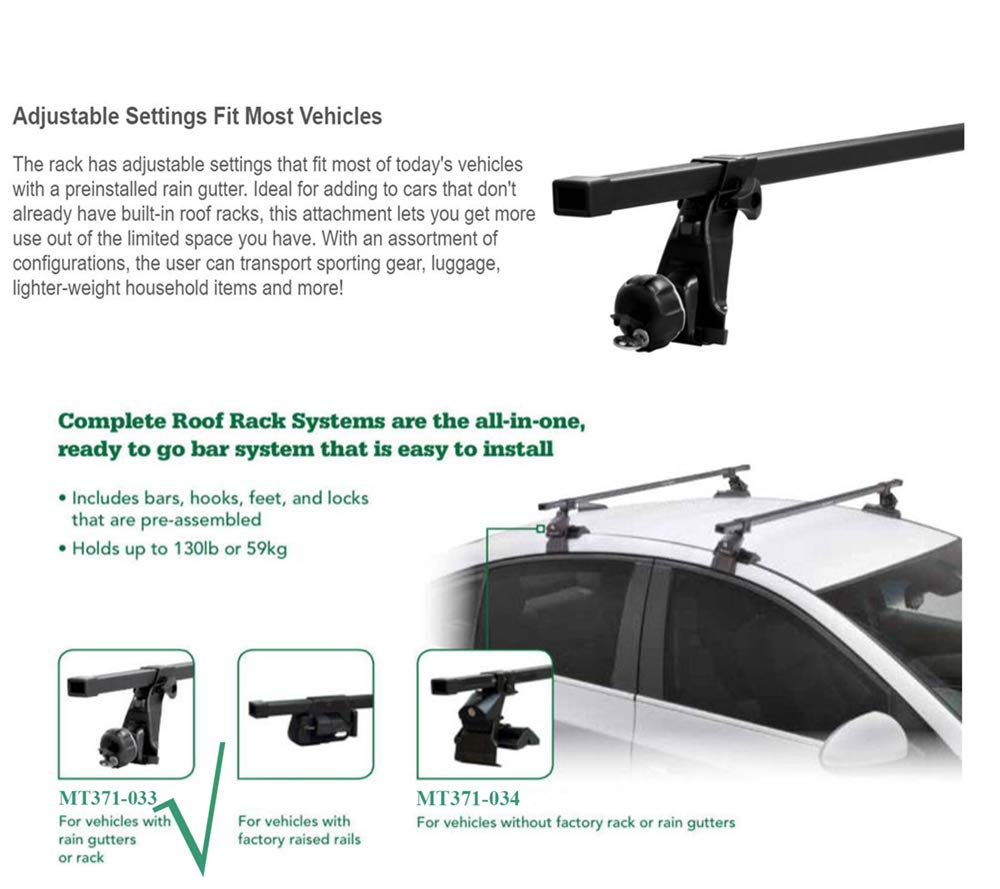 Adjustable Settings Fit Most Vehicles
The rack has adjustable settings that fit most of today's vehicles
with a preinstalled rain gutter. Ideal for adding to cars that don't
already have built-in roof racks, this attachment lets you get more
use out of the limited space you have. With an assortment of
configurations, the user can transport sporting gear, luggage,
lighter-weight household items and more!
Complete Roof Rack Systems are the all-in-one,
ready to go bar system that is easy to install
• Includes bars, hooks, feet, and locks
that are pre-assembled
• Holds up to 130lb or 59kg
MT371-033
For vehicles with
rain gutters
or rack
For vehicles with
factory raised rails
MT371-034
For vehicles without factory rack or rain gutters